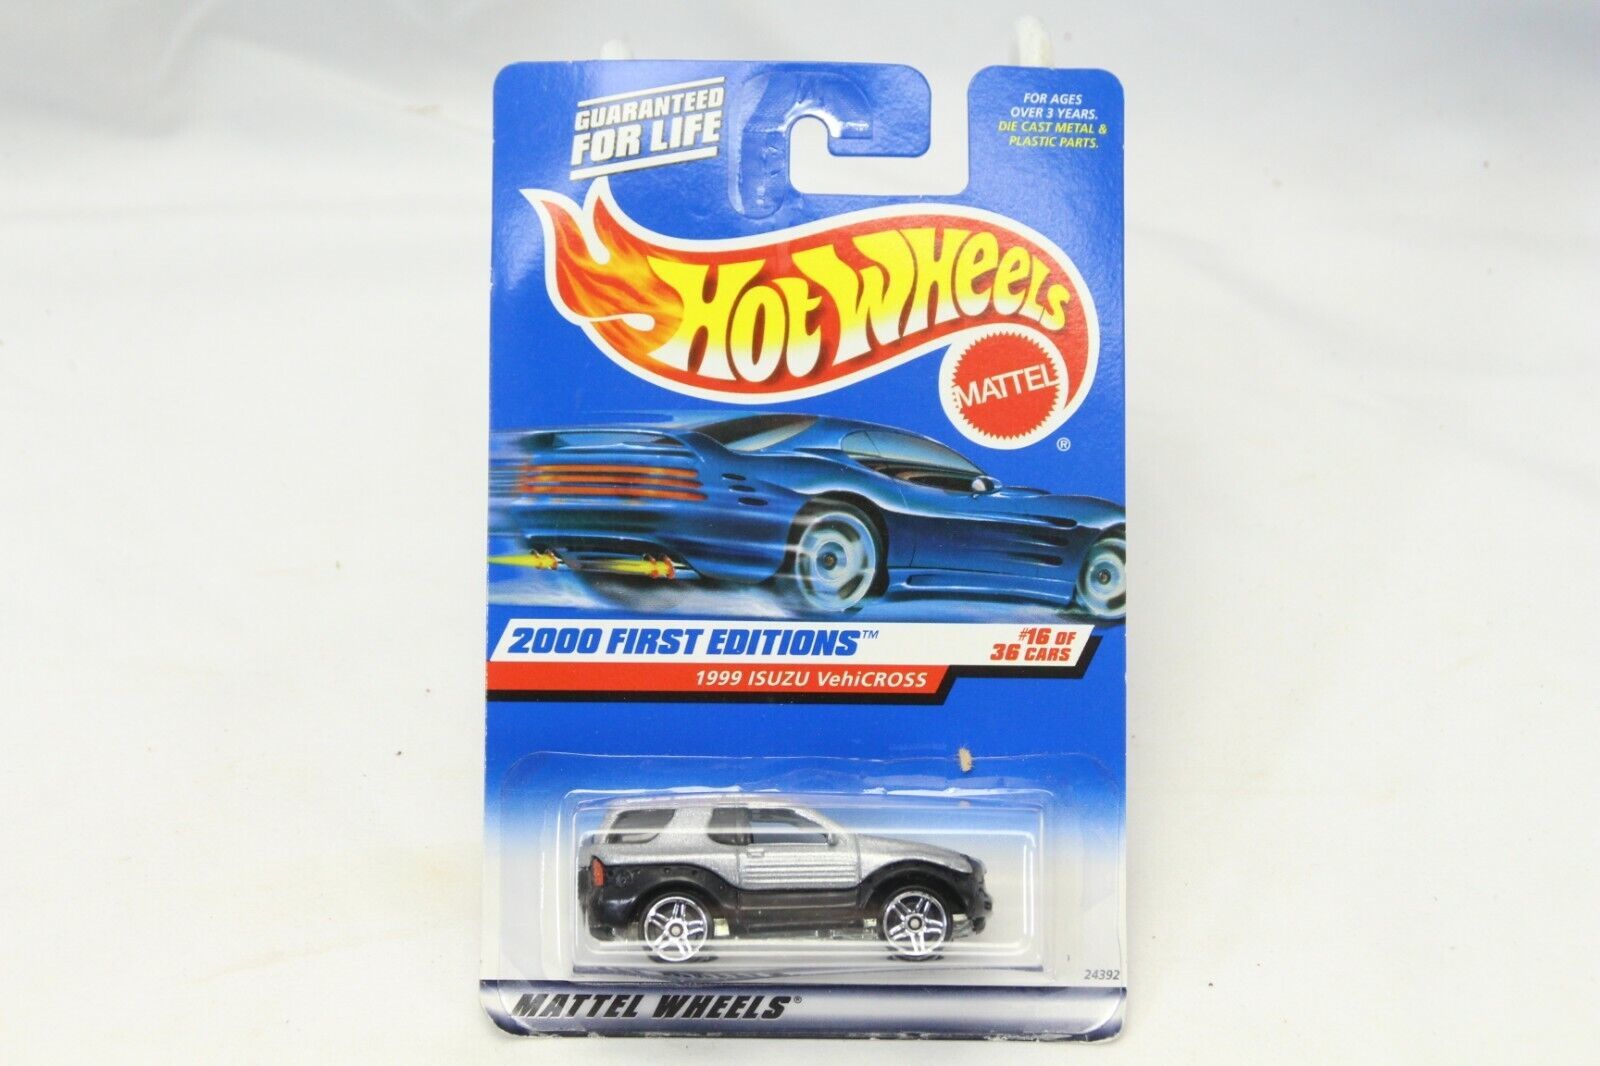 GUARANTEED
FOR LIFE
FOR AGES
OVER 3 YEARS.
DIE CAST METAL &
PLASTIC PARTS.
HOT WHEELS
MATTEL
®
2000 FIRST EDITIONS™
#16 OF
36 CARS
1999 ISUZU VehiCROSS
24392
MATTEL WHEELS®